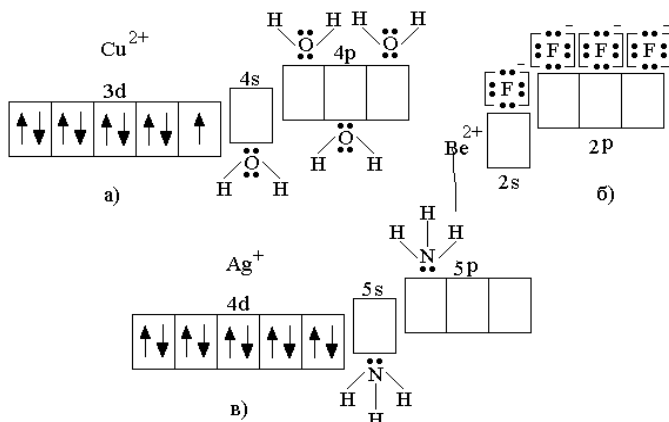 Cu²⁺
H H H H
O O
4p
3d
4s
O
H H
O
H H
а)
F⁻ F⁻ F⁻
F⁻
Be²⁺
2s
2p
б)
H
H H
N
Ag⁺
5p
4d
5s
N
H H
H
в)